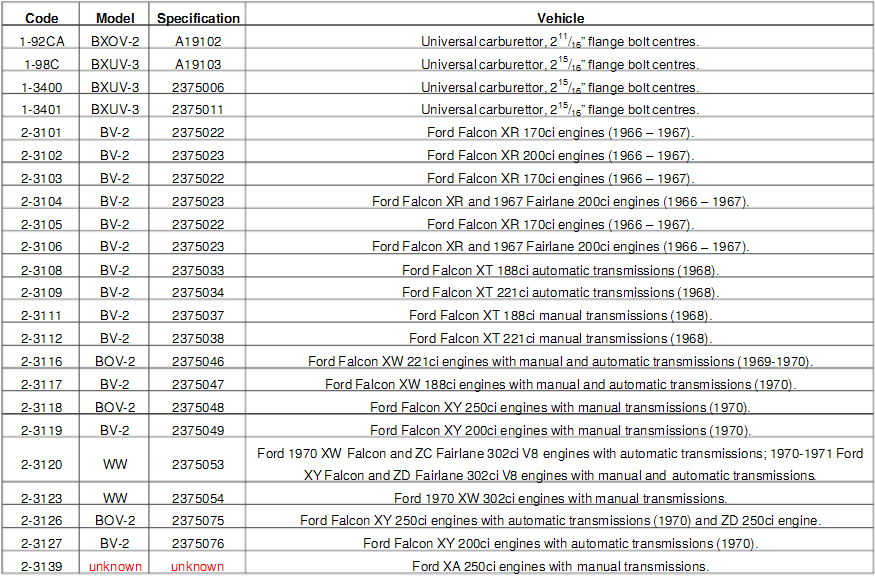 Code Model Specification Vehicle
1-92CA BXOV-2 A19102 Universal carburettor, 2 11/16” flange bolt centres.
1-98C BXUV-3 A19103 Universal carburettor, 2 15/16” flange bolt centres.
1-3400 BXUV-3 2375006 Universal carburettor, 2 15/16” flange bolt centres.
1-3401 BXUV-3 2375011 Universal carburettor, 2 15/16” flange bolt centres.
2-3101 BV-2 2375022 Ford Falcon XR 170ci engines (1966 – 1967).
2-3102 BV-2 2375023 Ford Falcon XR 200ci engines (1966 – 1967).
2-3103 BV-2 2375022 Ford Falcon XR 170ci engines (1966 – 1967).
2-3104 BV-2 2375023 Ford Falcon XR and 1967 Fairlane 200ci engines (1966 – 1967).
2-3105 BV-2 2375022 Ford Falcon XR 170ci engines (1966 – 1967).
2-3106 BV-2 2375023 Ford Falcon XR and 1967 Fairlane 200ci engines (1966 – 1967).
2-3108 BV-2 2375033 Ford Falcon XT 188ci automatic transmissions (1968).
2-3109 BV-2 2375034 Ford Falcon XT 221ci automatic transmissions (1968).
2-3111 BV-2 2375037 Ford Falcon XT 188ci manual transmissions (1968).
2-3112 BV-2 2375038 Ford Falcon XT 221ci manual transmissions (1968).
2-3116 BOV-2 2375046 Ford Falcon XW 221ci engines with manual and automatic transmissions (1969-1970).
2-3117 BV-2 2375047 Ford Falcon XW 188ci engines with manual and automatic transmissions (1970).
2-3118 BOV-2 2375048 Ford Falcon XY 250ci engines with manual transmissions (1970).
2-3119 BV-2 2375049 Ford Falcon XY 200ci engines with manual transmissions (1970).
2-3120 WW 2375053 Ford 1970 XW Falcon and ZC Fairlane 302ci V8 engines with automatic transmissions; 1970-1971 Ford
XY Falcon and ZD Fairlane 302ci V8 engines with manual and automatic transmissions.
2-3123 WW 2375054 Ford 1970 XW 302ci engines with manual transmissions.
2-3126 BOV-2 2375075 Ford Falcon XY 250ci engines with automatic transmissions (1970) and ZD 250ci engine.
2-3127 BV-2 2375076 Ford Falcon XY 200ci engines with automatic transmissions (1970).
2-3139 unknown unknown Ford XA 250ci engines with manual transmissions.